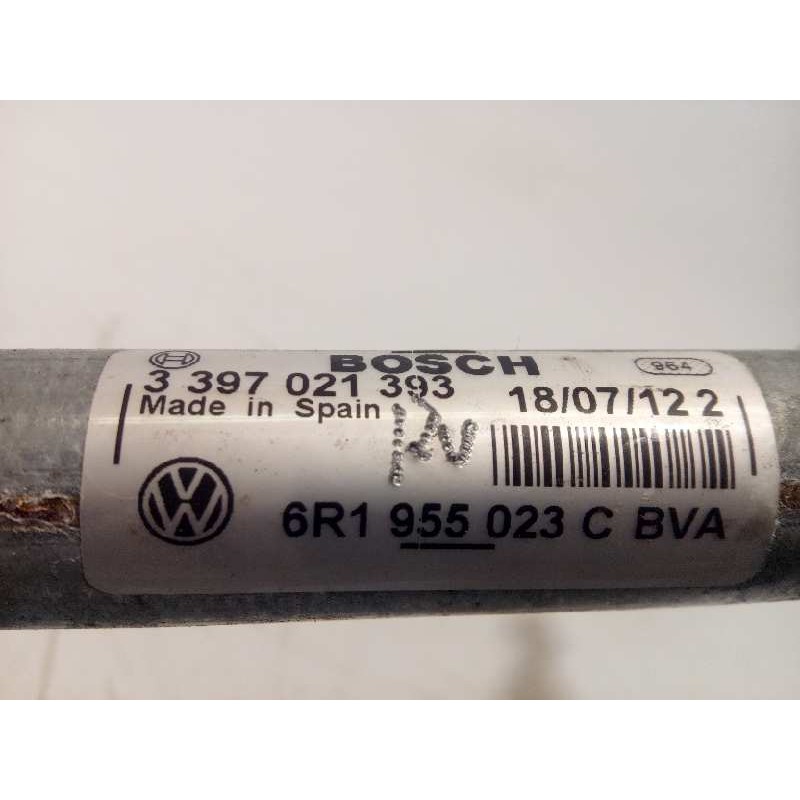 BOSCH
964
3 397 021 393
Made in Spain
18/07/12 2
6R1 955 023 C BVA